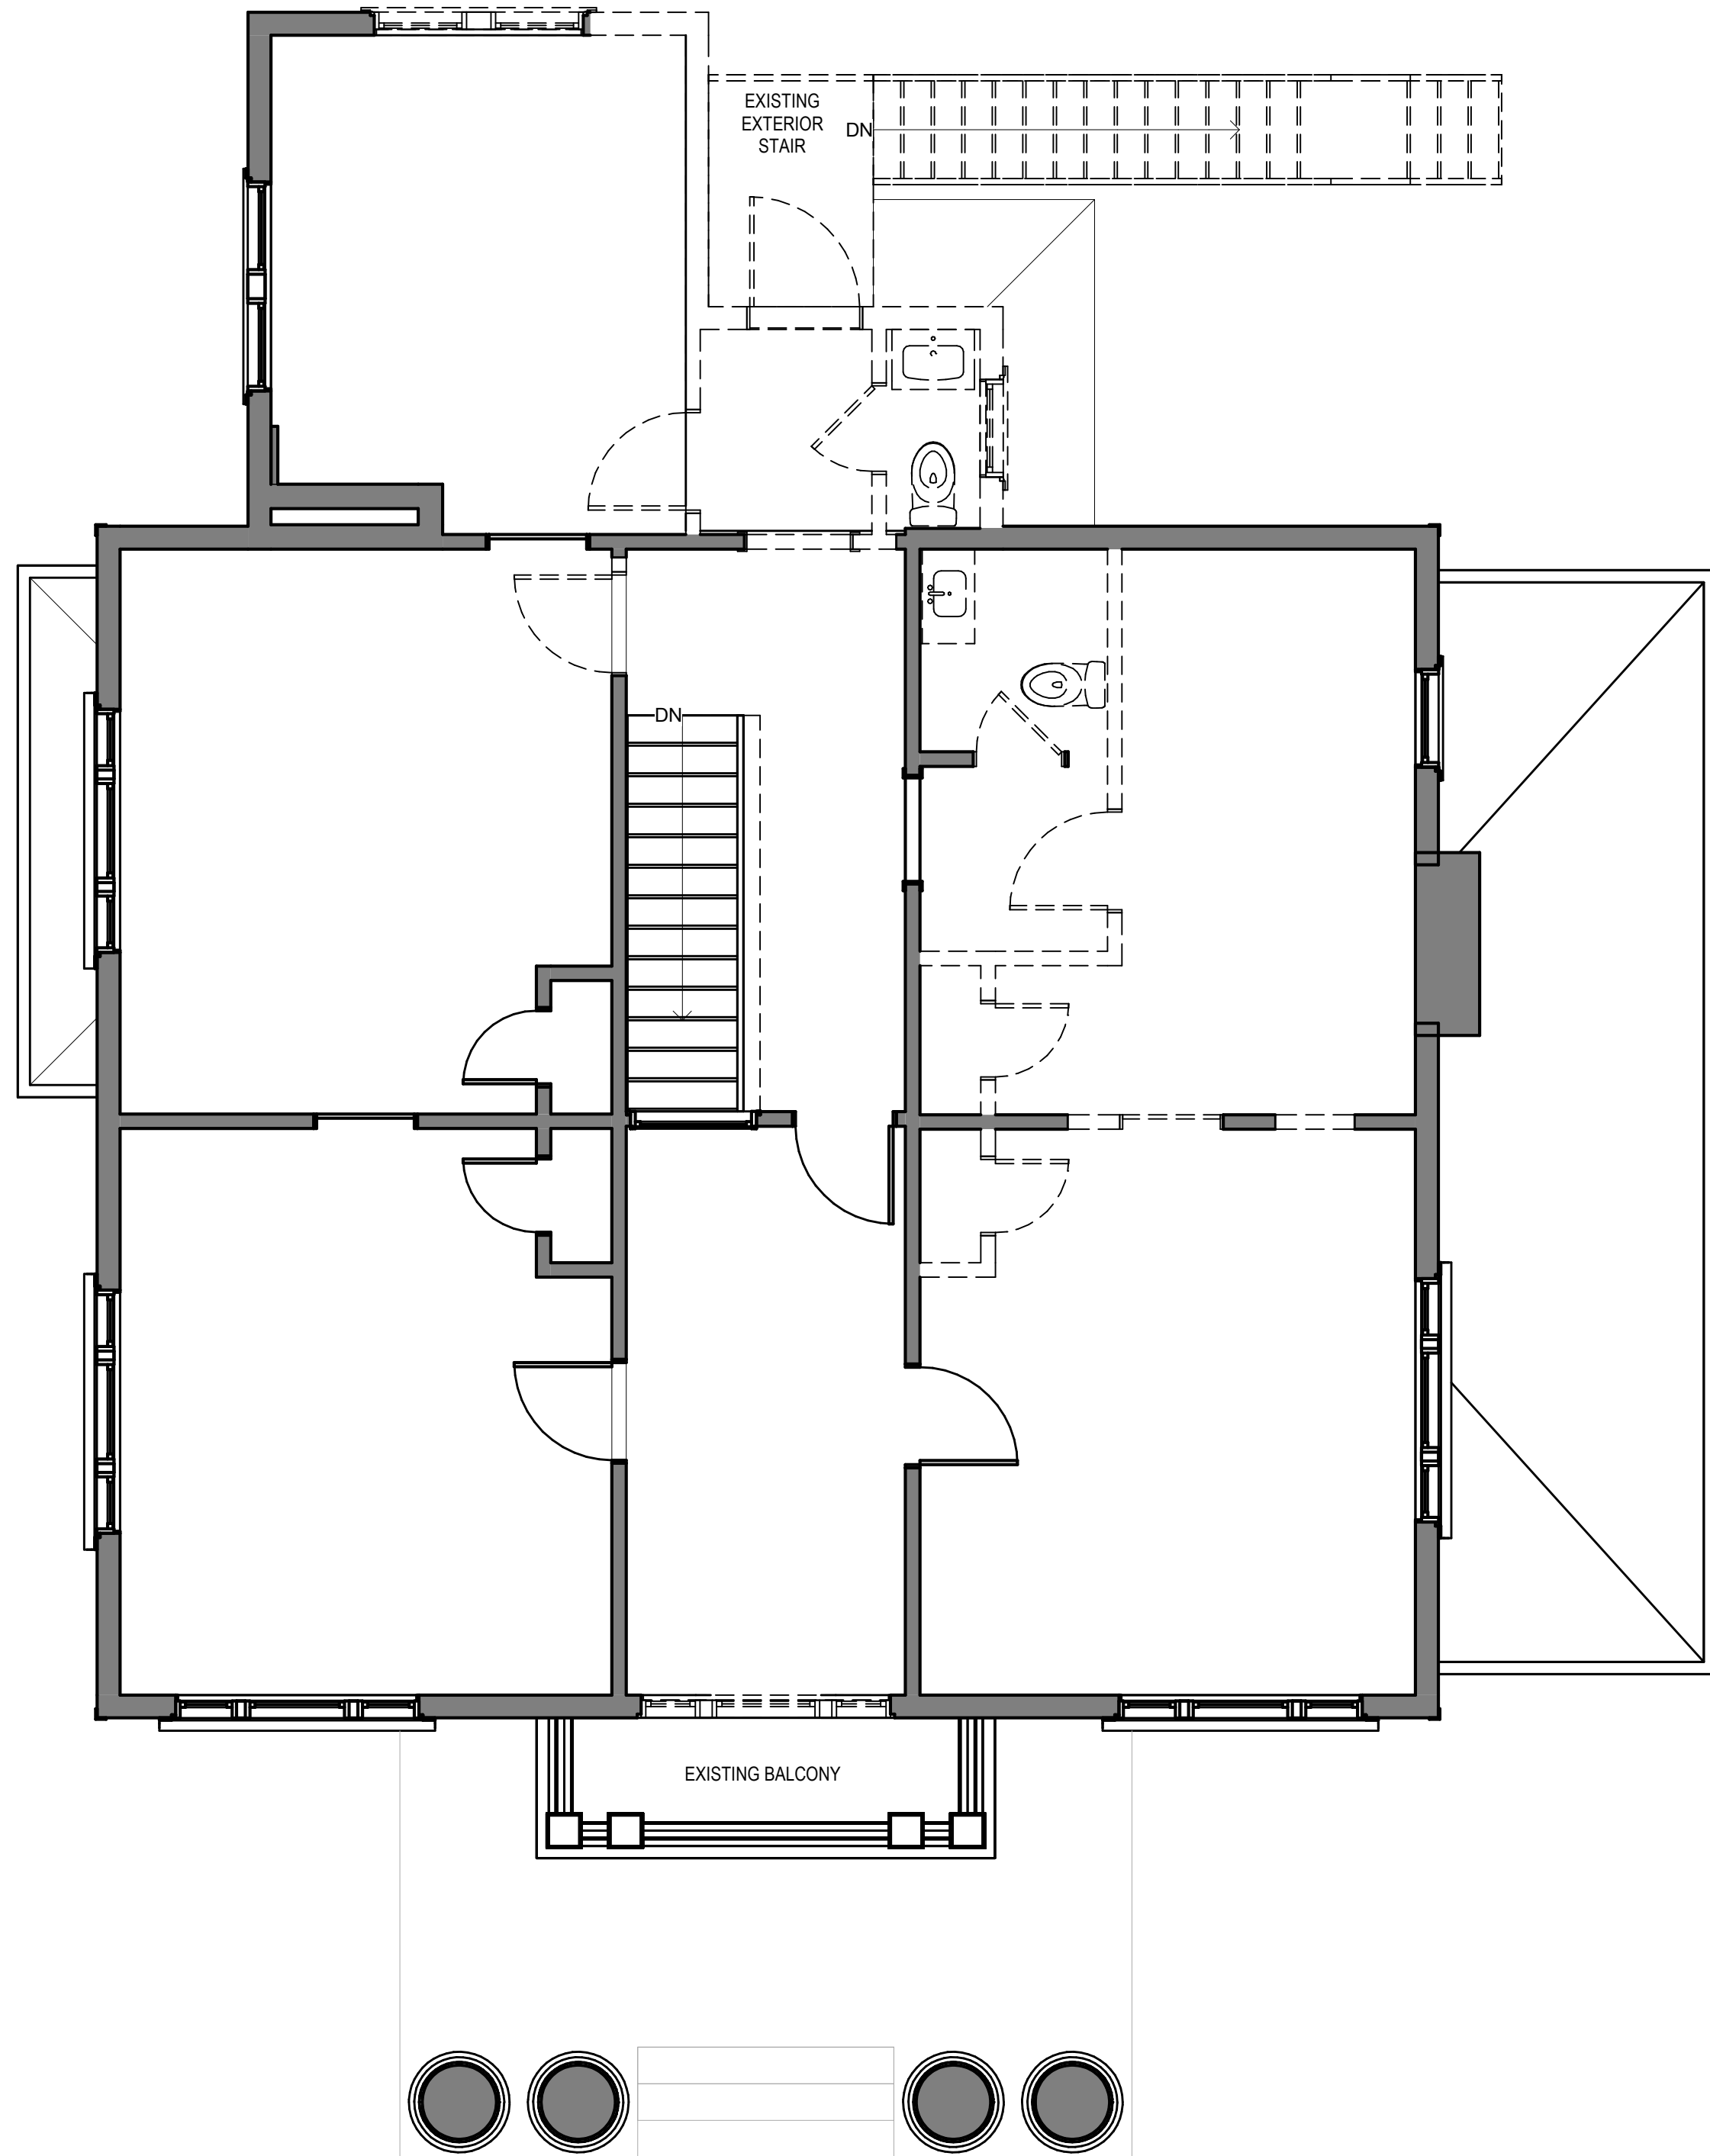 EXISTING
EXTERIOR
STAIR
DN
DN
EXISTING BALCONY